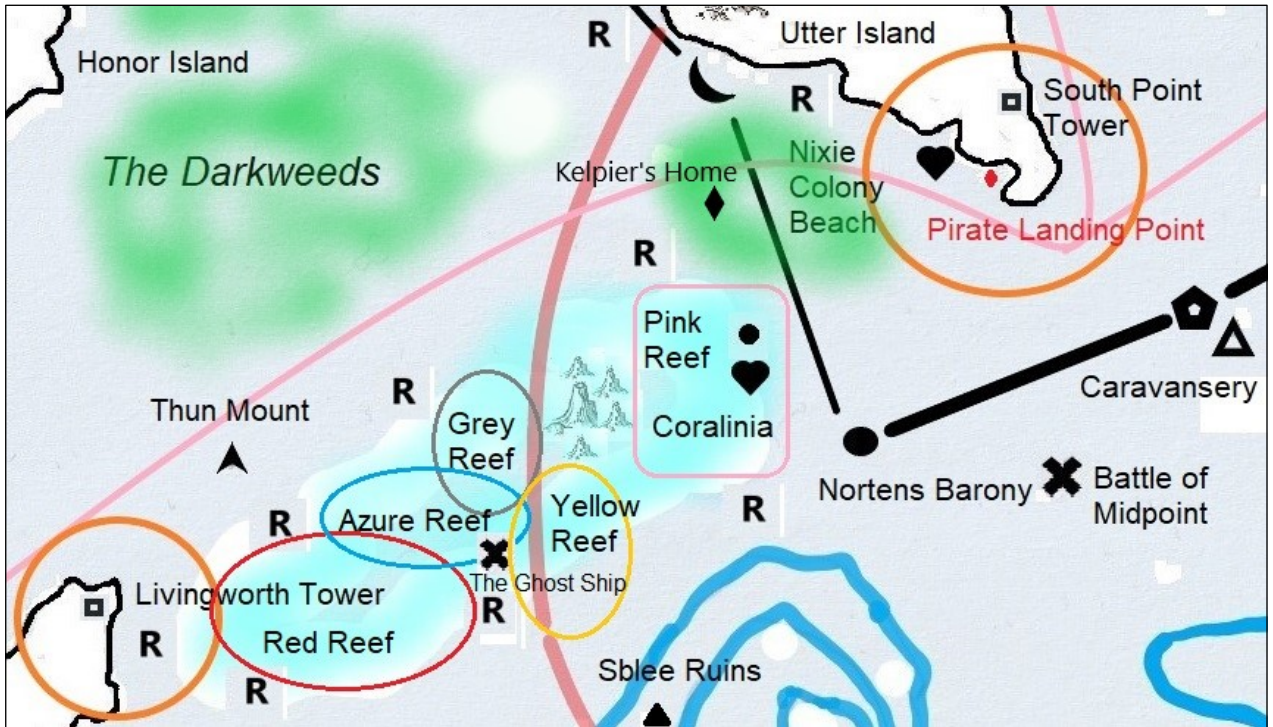 Honor Island
Utter Island
R
R
South Point
Tower
The Darkweeds
Nixie
Colony
Beach
Kelpier's Home
Pirate Landing Point
R
Pink
Reef
Coralinia
Caravansery
R
Thun Mount
Grey
Reef
Nortens Barony
Battle of
Midpoint
R
Azure Reef
Yellow
Reef
R
The Ghost Ship
Livingworth Tower
R
R
Red Reef
R
Sblee Ruins